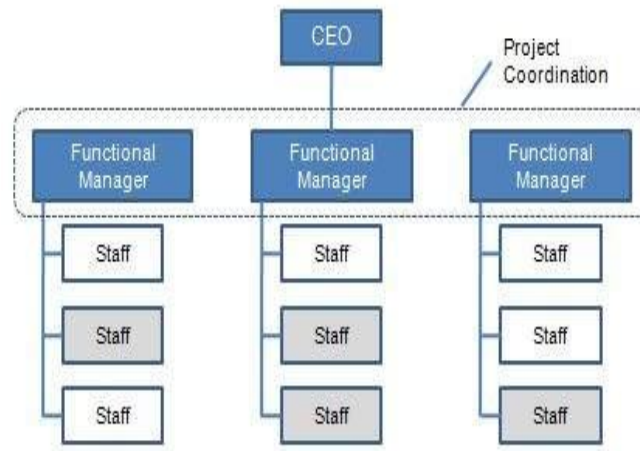 CEO
Project
Coordination
Functional
Manager
Functional
Manager
Functional
Manager
Staff
Staff
Staff
Staff
Staff
Staff
Staff
Staff
Staff